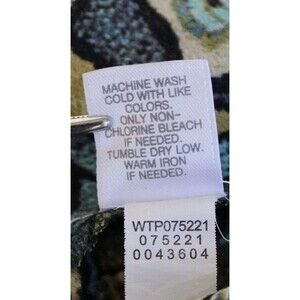 MACHINE WASH
COLD WITH LIKE
COLORS.
ONLY NON-
CHLORINE BLEACH
IF NEEDED.
TUMBLE DRY LOW.
WARM IRON
IF NEEDED.
WTP075221
075221
0043604